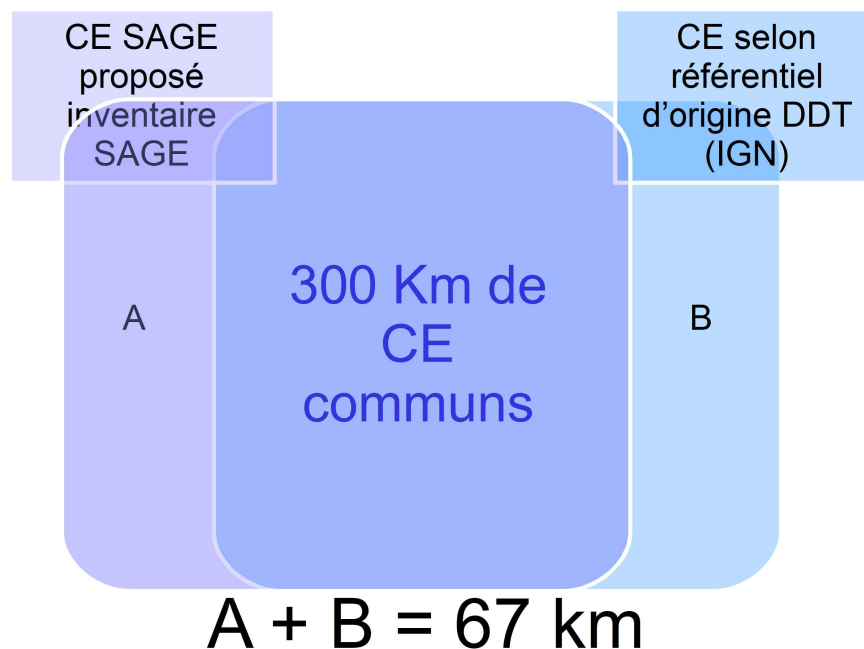 CE SAGE
proposé
inventaire
SAGE
CE selon
référentiel
d’origine DDT
(IGN)
A
300 Km de
CE
communs
B
A + B = 67 km